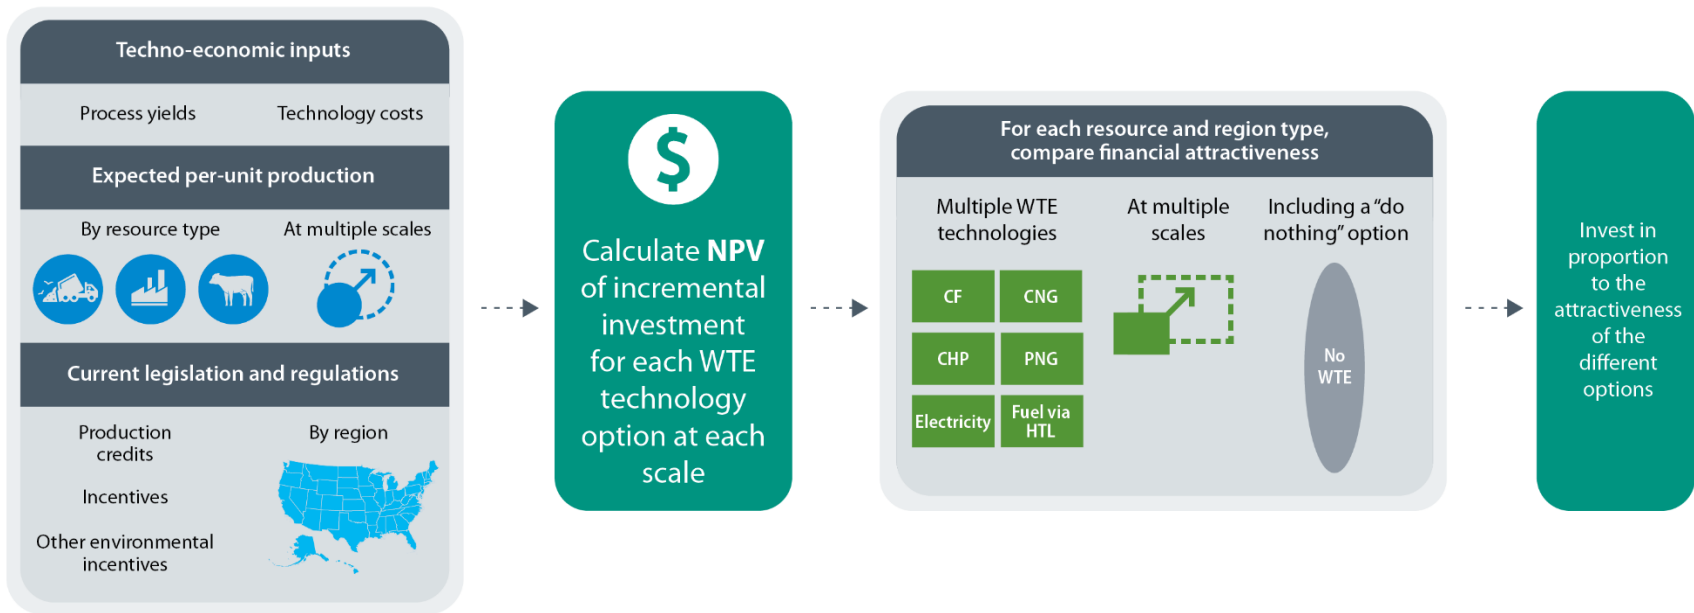 Techno-economic inputs
Process yields
Technology costs
Expected per-unit production
By resource type
At multiple scales
Current legislation and regulations
Production
credits
By region
Incentives
Other environmental
incentives
$
Calculate NPV
of incremental
investment
for each WTE
technology
option at each
scale
For each resource and region type,
compare financial attractiveness
Multiple WTE
technologies
At multiple
scales
Including a “do
nothing” option
CF
CNG
CHP
PNG
Electricity
Fuel via
HTL
No
WTE
Invest in
proportion
to the
attractiveness
of the
different
options